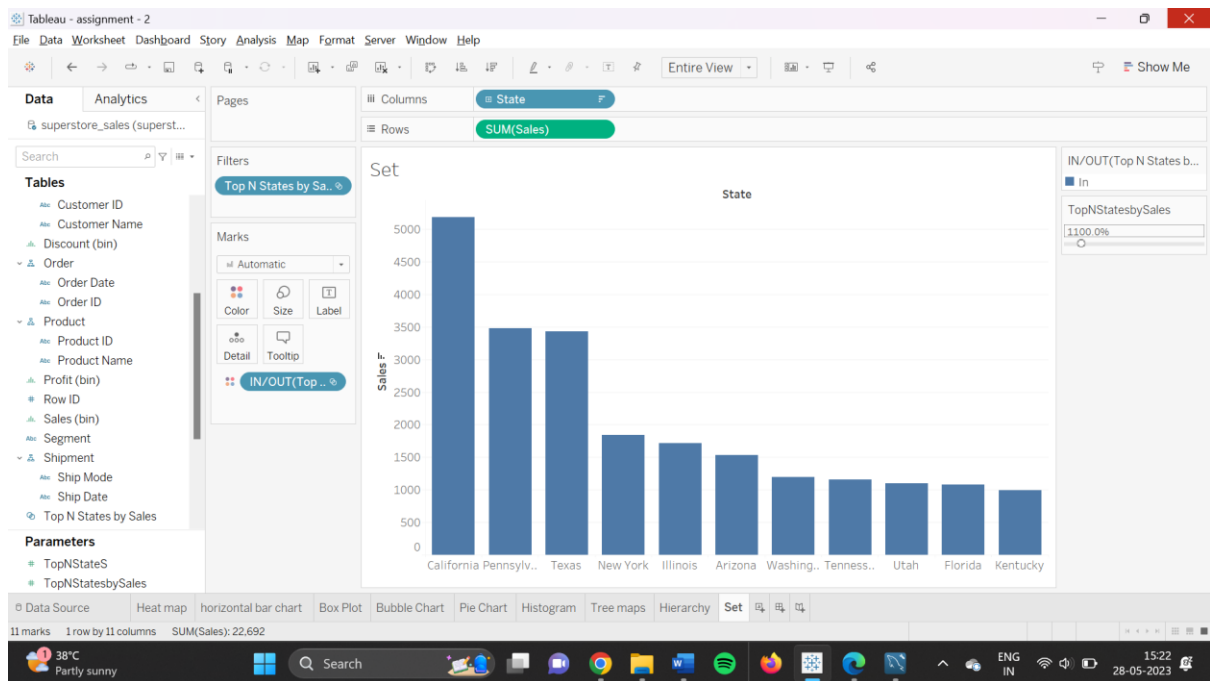 Tableau - assignment - 2
File Data Worksheet Dashboard Story Analysis Map Format Server Window Help
Entire View
Show Me
Data Analytics
superstore_sales (superst...
Search
Tables
Customer ID
Customer Name
Discount (bin)
Order
Order Date
Order ID
Product
Product ID
Product Name
Profit (bin)
Row ID
Sales (bin)
Segment
Shipment
Ship Mode
Ship Date
Top N States by Sales
Parameters
TopNStateS
TopNStatesbySales
Pages
Filters
Top N States by Sa..
Marks
Automatic
Color Size Label
Detail Tooltip
IN/OUT(Top ..
Columns State
Rows SUM(Sales)
Set
State
Sales
5000
4500
4000
3500
3000
2500
2000
1500
1000
500
0
California Pennsylv.. Texas New York Illinois Arizona Washing.. Tenness.. Utah Florida Kentucky
IN/OUT(Top N States b...
In
TopNStatesbySales
1100.0%
Data Source Heat map horizontal bar chart Box Plot Bubble Chart Pie Chart Histogram Tree maps Hierarchy Set
11 marks 1 row by 11 columns SUM(Sales): 22,692
1
38°C
Partly sunny
Search
ENG
IN
15:22
28-05-2023